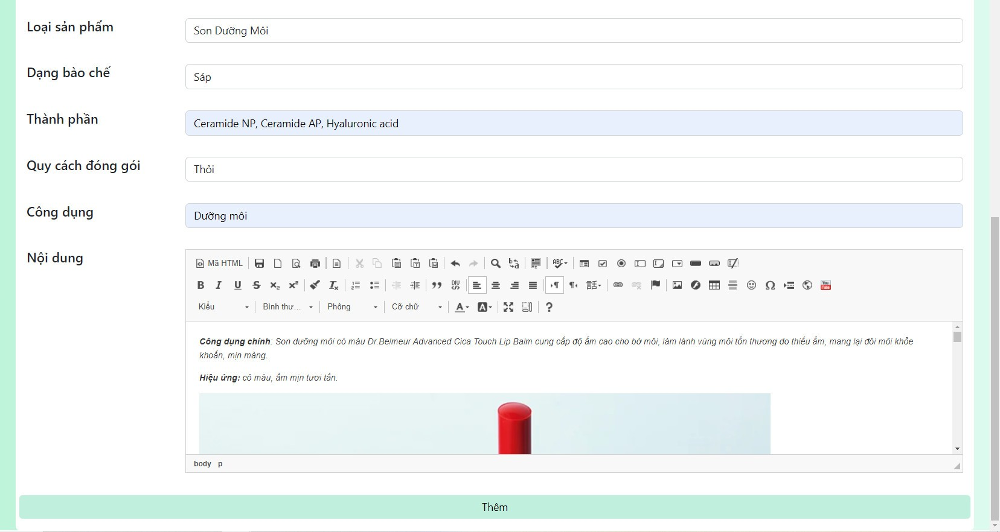 Loại sản phẩm
Son Dưỡng Môi
Dạng bào chế
Sáp
Thành phần
Ceramide NP, Ceramide AP, Hyaluronic acid
Quy cách đóng gói
Thỏi
Công dụng
Dưỡng môi
Nội dung
Mã HTML
Kiểu Bình thư... Phông Cỡ chữ
Công dụng chính: Son dưỡng môi có màu Dr.Belmeur Advanced Cica Touch Lip Balm cung cấp độ ẩm cao cho bờ môi, làm lành vùng môi tổn thương do thiếu ẩm, mang lại đôi môi khỏe
khoắn, mịn màng.
Hiệu ứng: có màu, ẩm mịn tươi tắn.
body p
Thêm